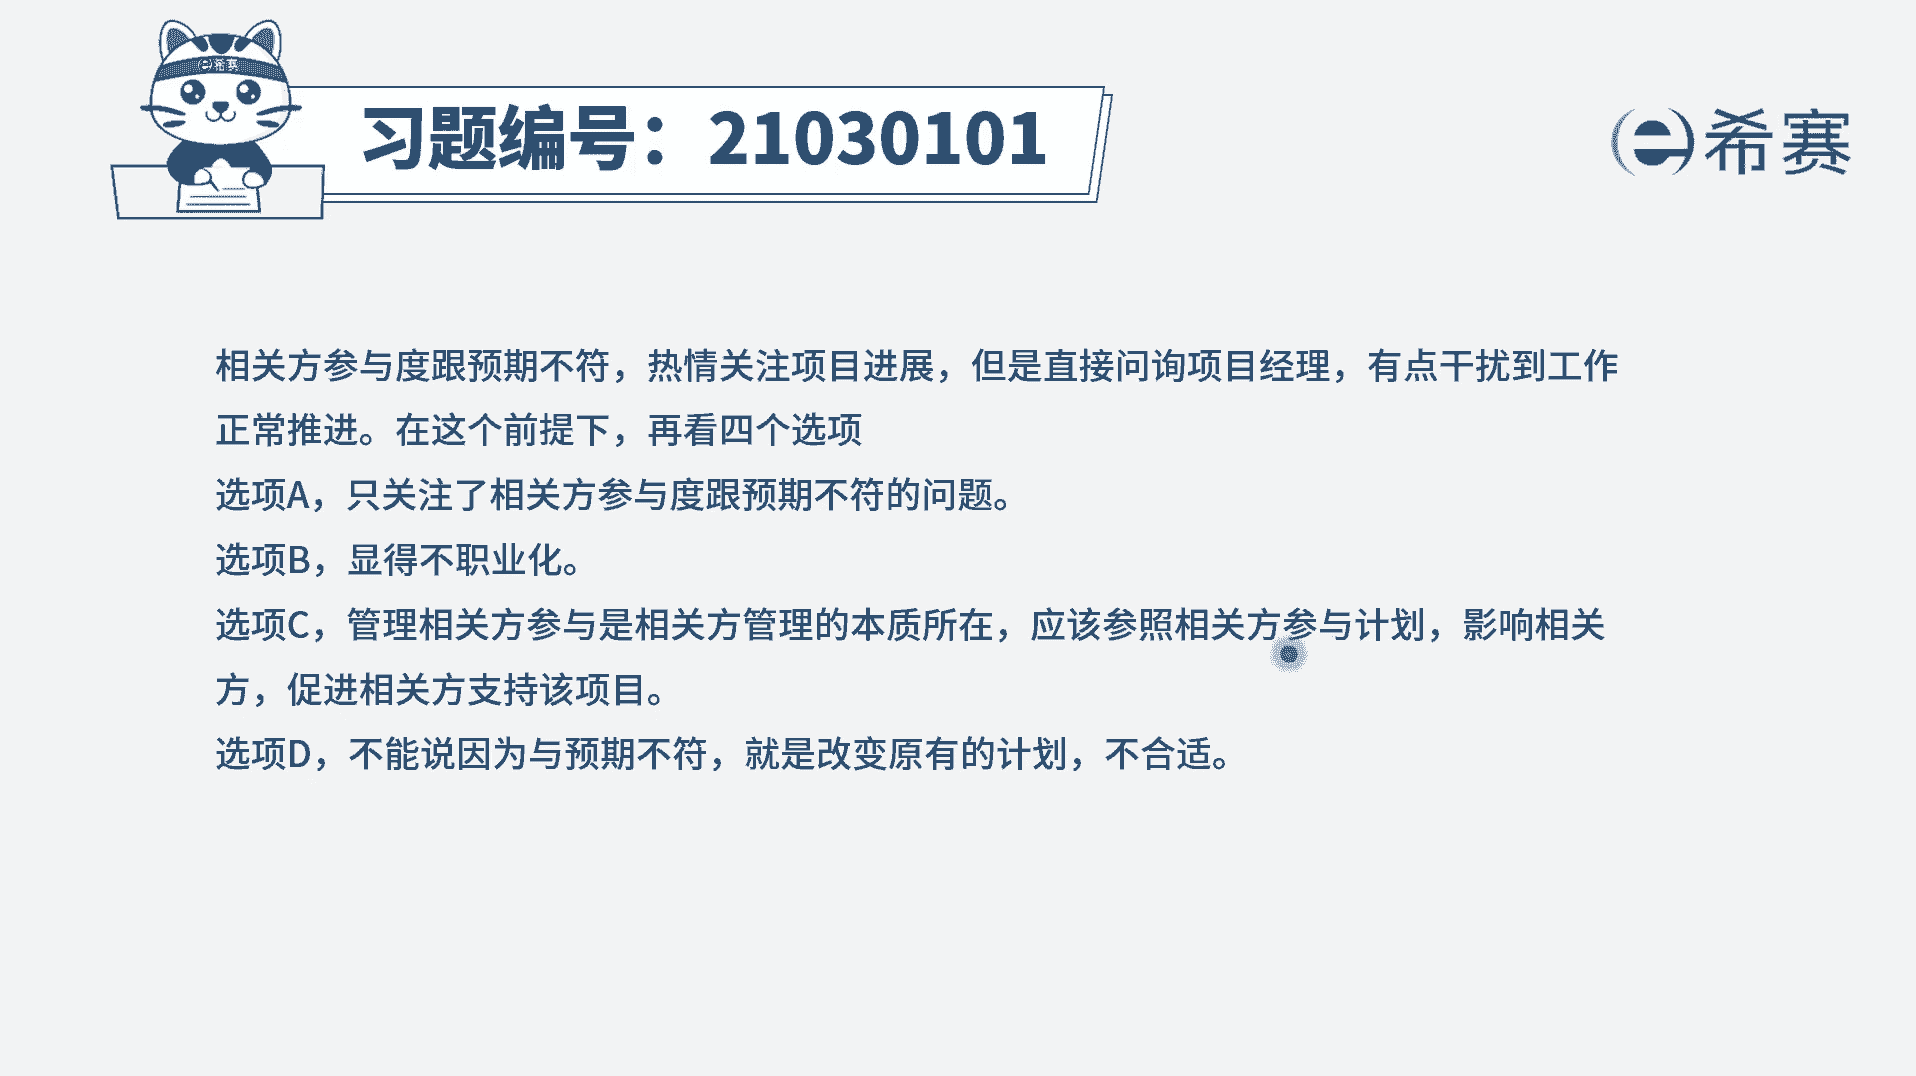 e希赛
习题编号：21030101
e希赛
相关方参与度跟预期不符，热情关注项目进展，但是直接问询项目经理，有点干扰到工作
正常推进。在这个前提下，再看四个选项
选项A，只关注了相关方参与度跟预期不符的问题。
选项B，显得不职业化。
选项C，管理相关方参与是相关方管理的本质所在，应该参照相关方参与计划，影响相关
方，促进相关方支持该项目。
选项D，不能说因为与预期不符，就是改变原有的计划，不合适。